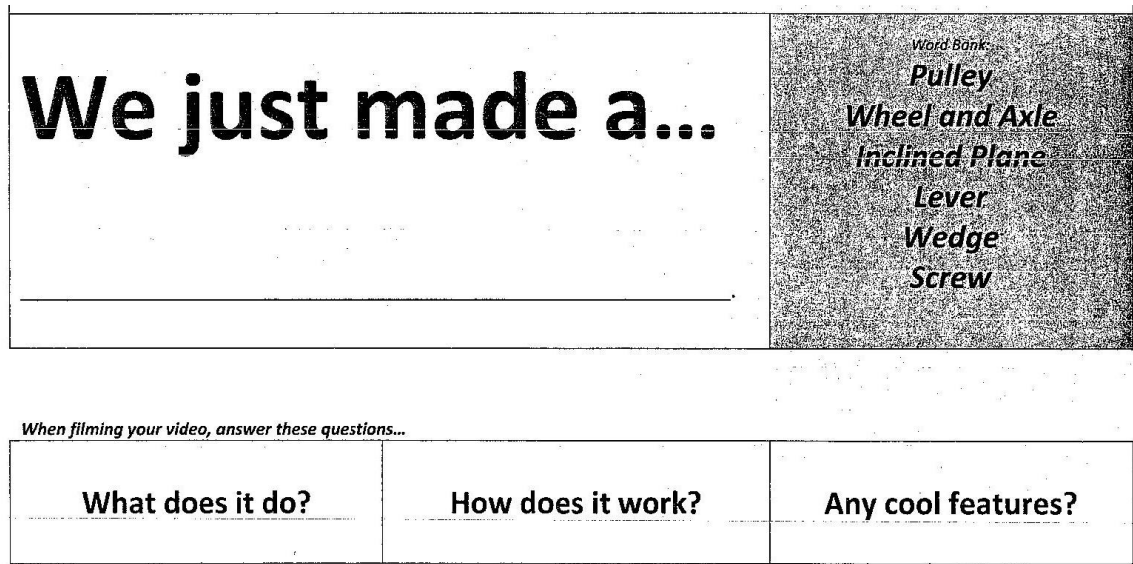 We just made a...
.
Word Bank:
Pulley
Wheel and Axle
Inclined Plane
Lever
Wedge
Screw
When filming your video, answer these questions...
What does it do?
How does it work?
Any cool features?